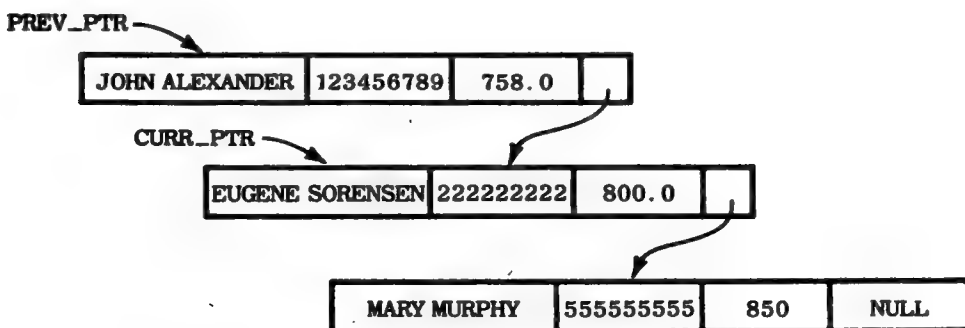 PREV_PTR
JOHN ALEXANDER 123456789 758.0
CURR_PTR
EUGENE SORENSEN 222222222 800.0
MARY MURPHY 555555555 850 NULL